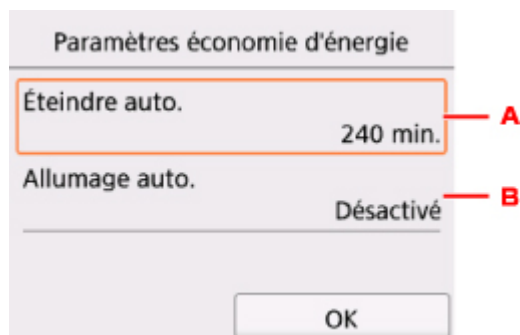 Paramètres économie d'énergie
Éteindre auto.
240 min.
A
Allumage auto.
Désactivé
B
OK